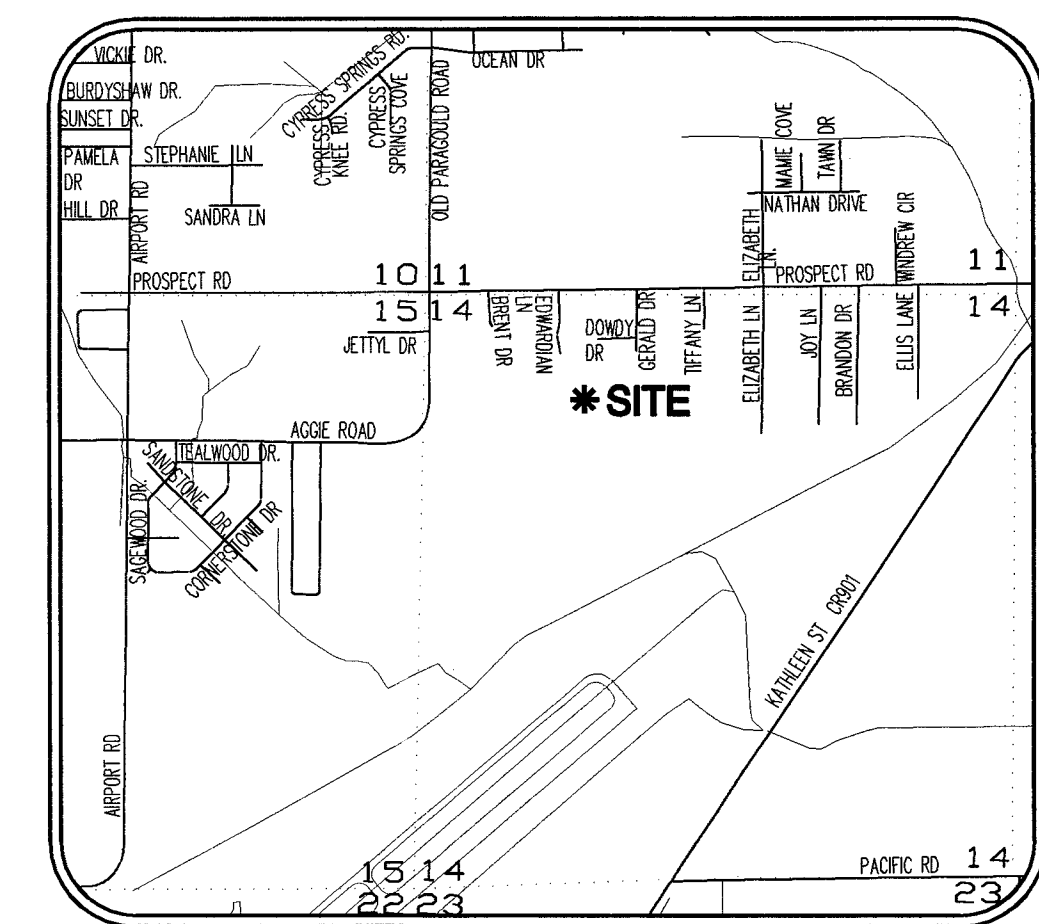 VICKIE DR.
BURDYSHAW DR.
SUNSET DR.
PAMELA
DR
HILL DR
STEPHANIE LN
SANDRA LN
AIRPORT RD
PROSPECT RD
CYPRESS SPRINGS RD.
CYPRESS
KNEE RD.
CYPRESS
SPRINGS COVE
OLD PARAGOULD ROAD
OCEAN DR
MAMIE COVE
TAWN DR
NATHAN DRIVE
ELIZABETH
LN.
PROSPECT RD
WINDREW CIR
10 11
15 14
11
14
JETTYL DR
BRENT DR
EDWARDIAN
LN
DOWDY
DR
GERALD DR
TIFFANY LN
ELIZABETH LN
JOY LN
BRANDON DR
ELLIS LANE
* SITE
AGGIE ROAD
TEALWOOD DR.
SANDSTONE DR
SAGEWOOD DR.
CORNERSTONE DR
KATHLEEN ST CR901
AIRPORT RD
15 14
22 23
PACIFIC RD
14
23